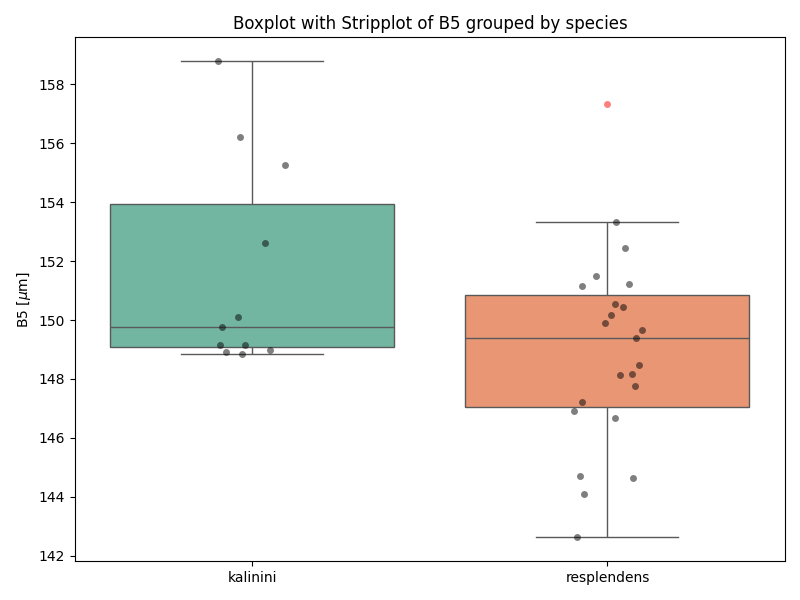 Boxplot with Stripplot of B5 grouped by species
B5 [μm]
158
156
154
152
150
148
146
144
142
kalinini
resplendens